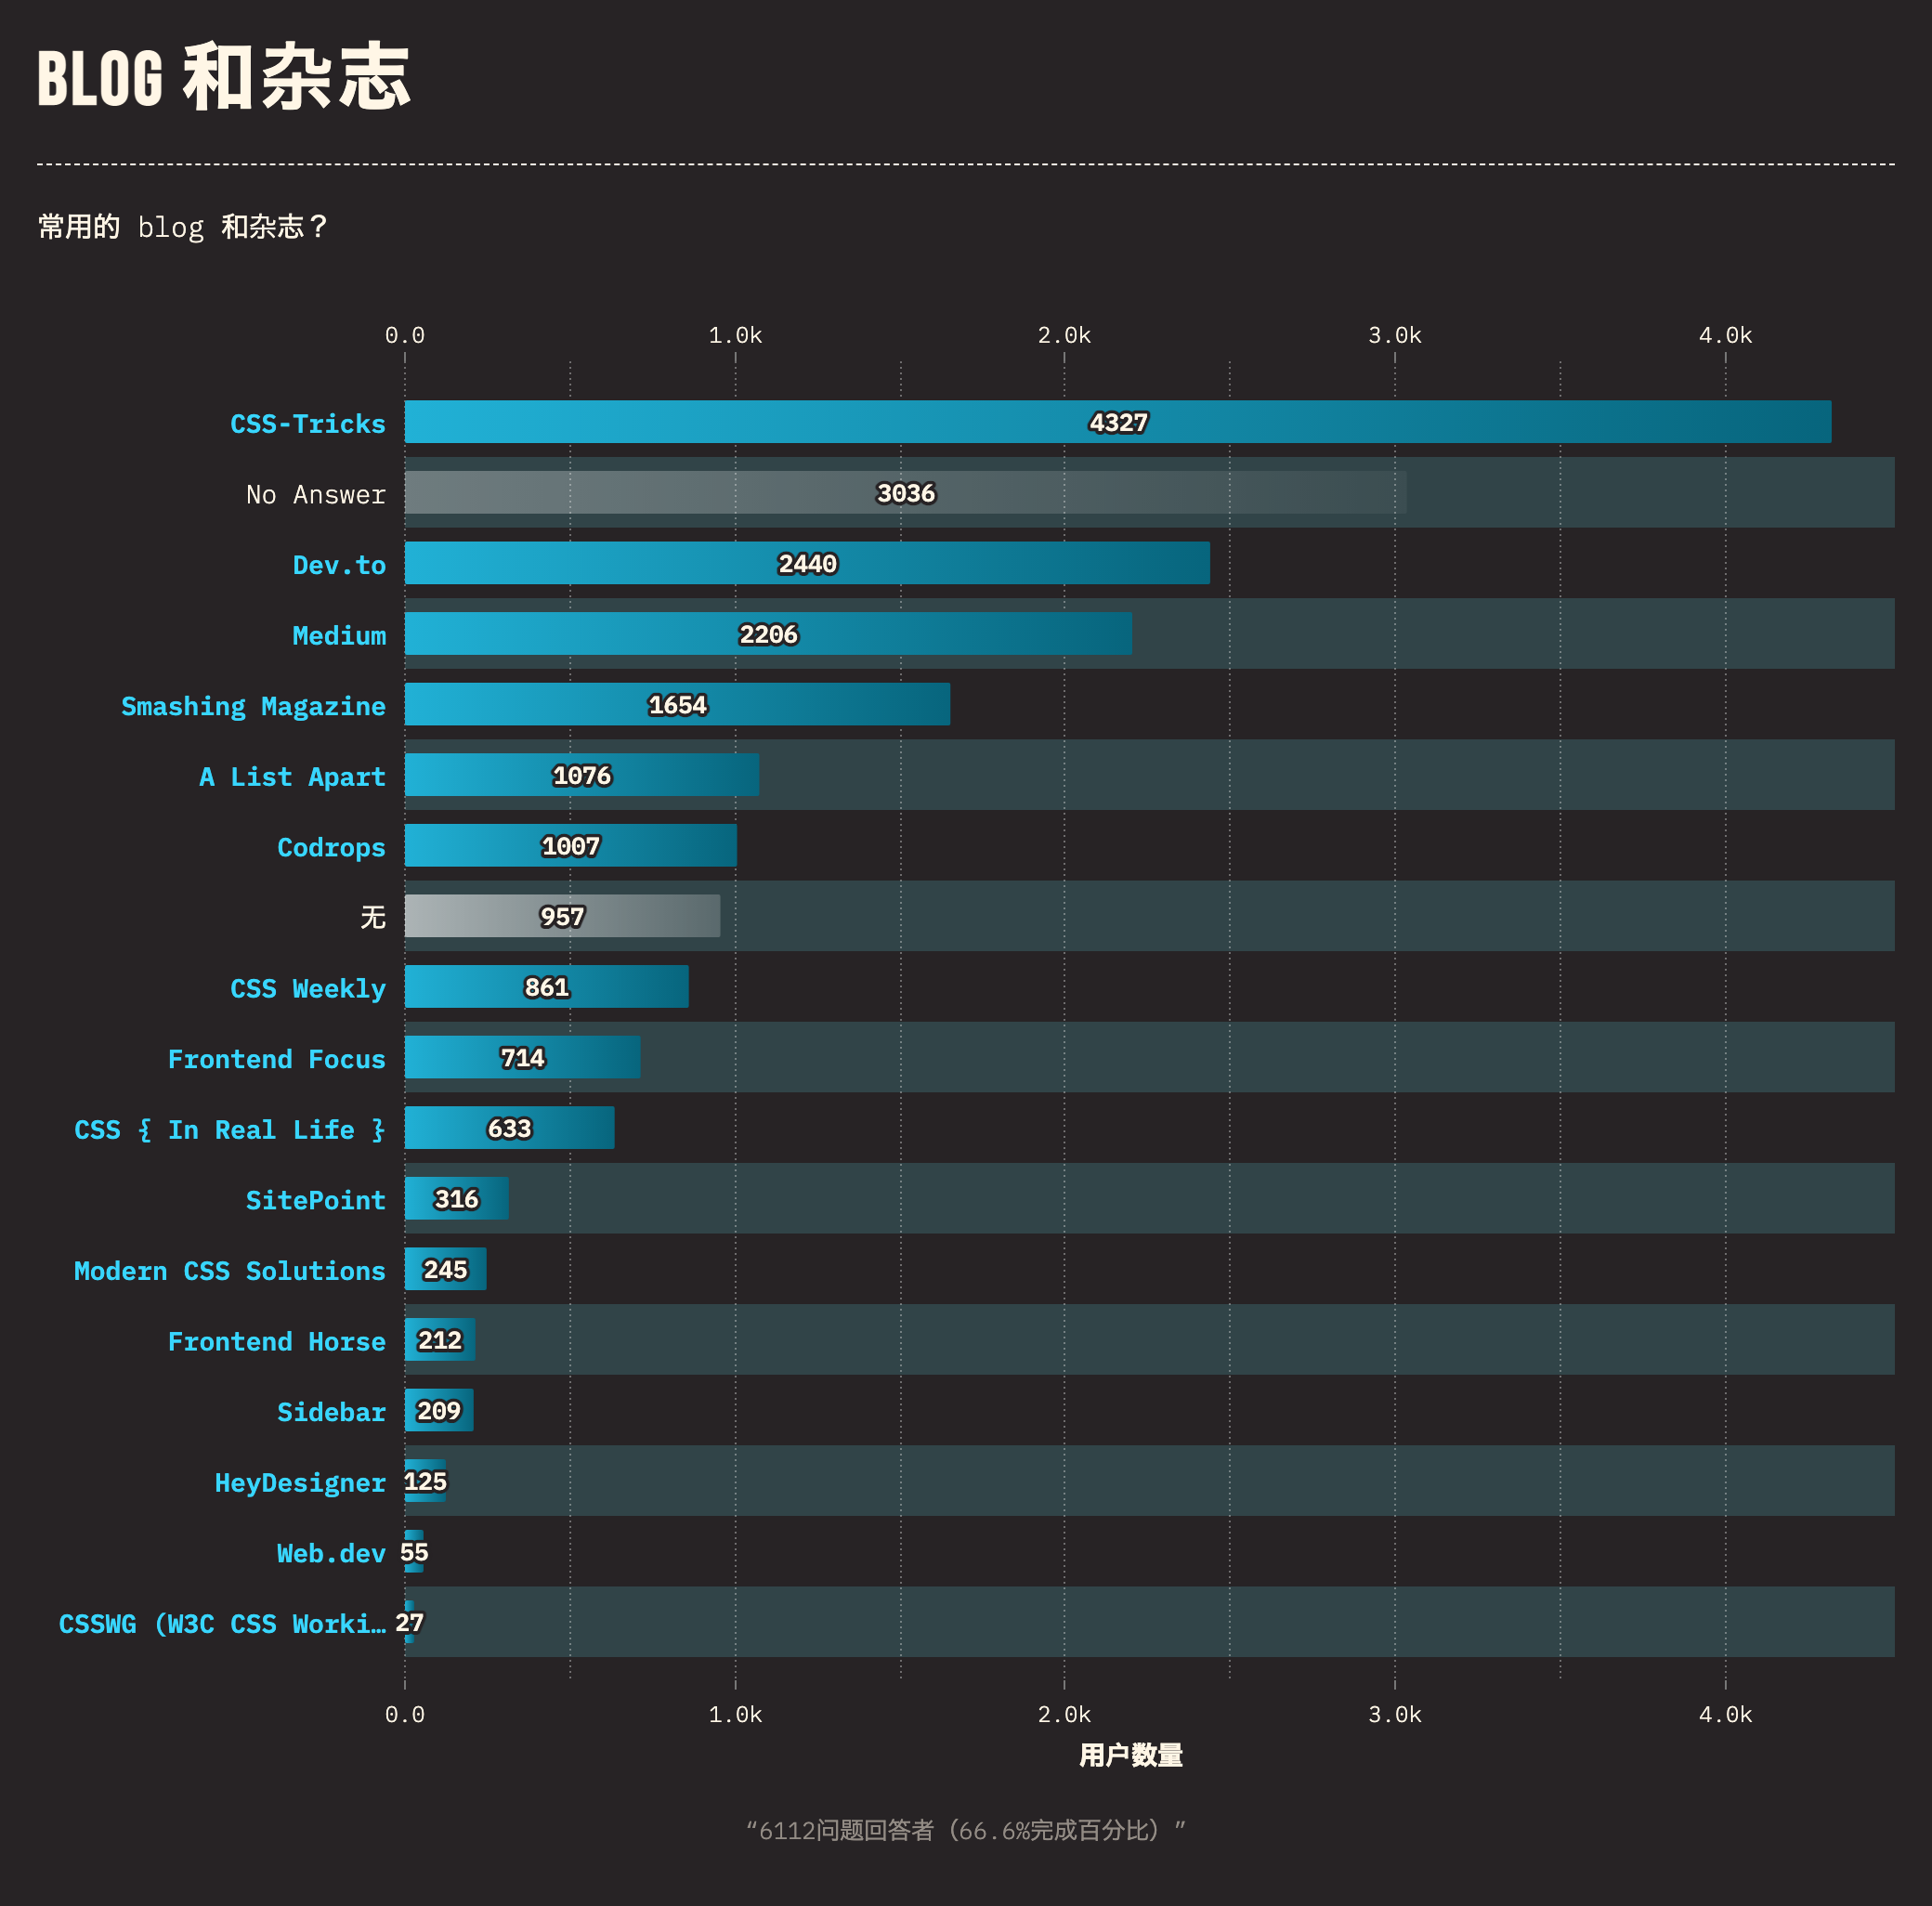 BLOG 和杂志
常用的 blog 和杂志？
0.0 1.0k 2.0k 3.0k 4.0k
CSS-Tricks 4327
No Answer 3036
Dev.to 2440
Medium 2206
Smashing Magazine 1654
A List Apart 1076
Codrops 1007
无 957
CSS Weekly 861
Frontend Focus 714
CSS { In Real Life } 633
SitePoint 316
Modern CSS Solutions 245
Frontend Horse 212
Sidebar 209
HeyDesigner 125
Web.dev 55
CSSWG (W3C CSS Worki… 27
0.0 1.0k 2.0k 3.0k 4.0k
用户数量
“6112问题回答者（66.6%完成百分比）”